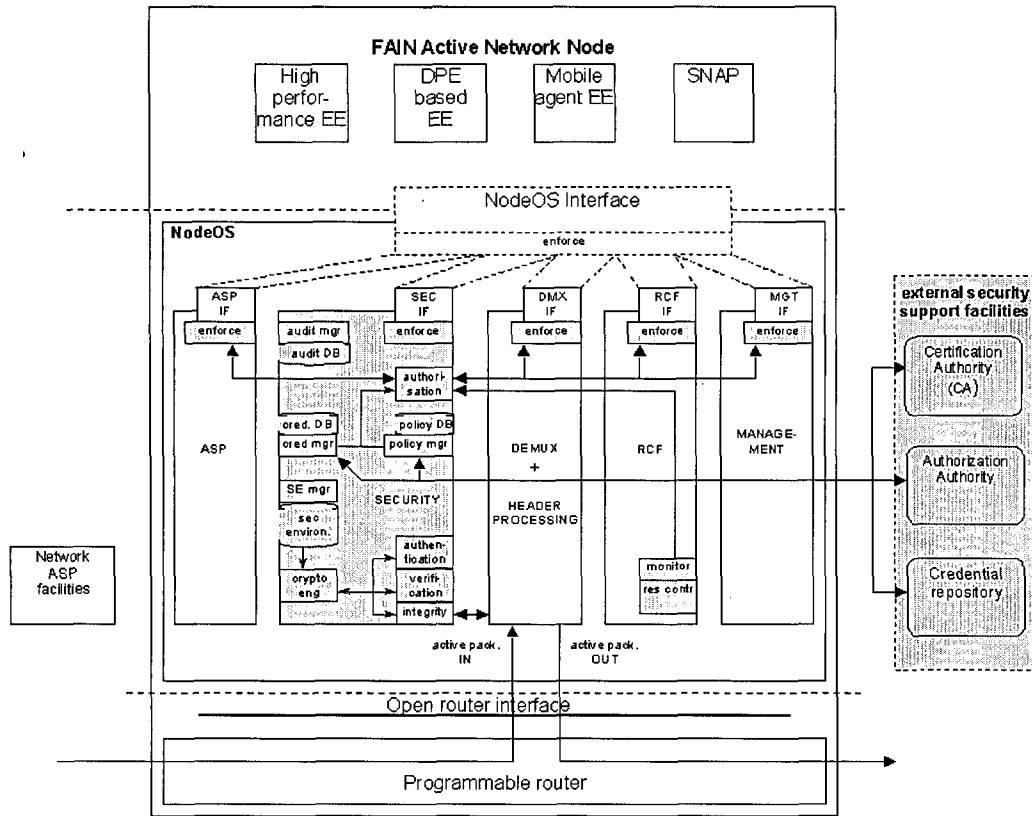 FAIN Active Network Node
High
perfor-
mance EE
DPE
based
EE
Mobile
agent EE
SNAP
NodeOS Interface
enforce
NodeOS
ASP
IF
enforce
SEC
IF
enforce
DMX
IF
enforce
RCF
IF
enforce
MGT
IF
enforce
audit mgr
audit DB
authori-
sation
cred. DB
cred mgr
policy DB
policy mgr
ASP
SE mgr
SECURITY
sec
environ.
crypto
eng
authen-
tication
verifi-
cation
integrity
DEMUX
+
HEADER
PROCESSING
RCF
monitor
res contr
MANAGE-
MENT
active pack.
IN
active pack.
OUT
external security
support facilities
Certification
Authority
(CA)
Authorization
Authority
Credential
repository
Network
ASP
facilities
Open router interface
Programmable router